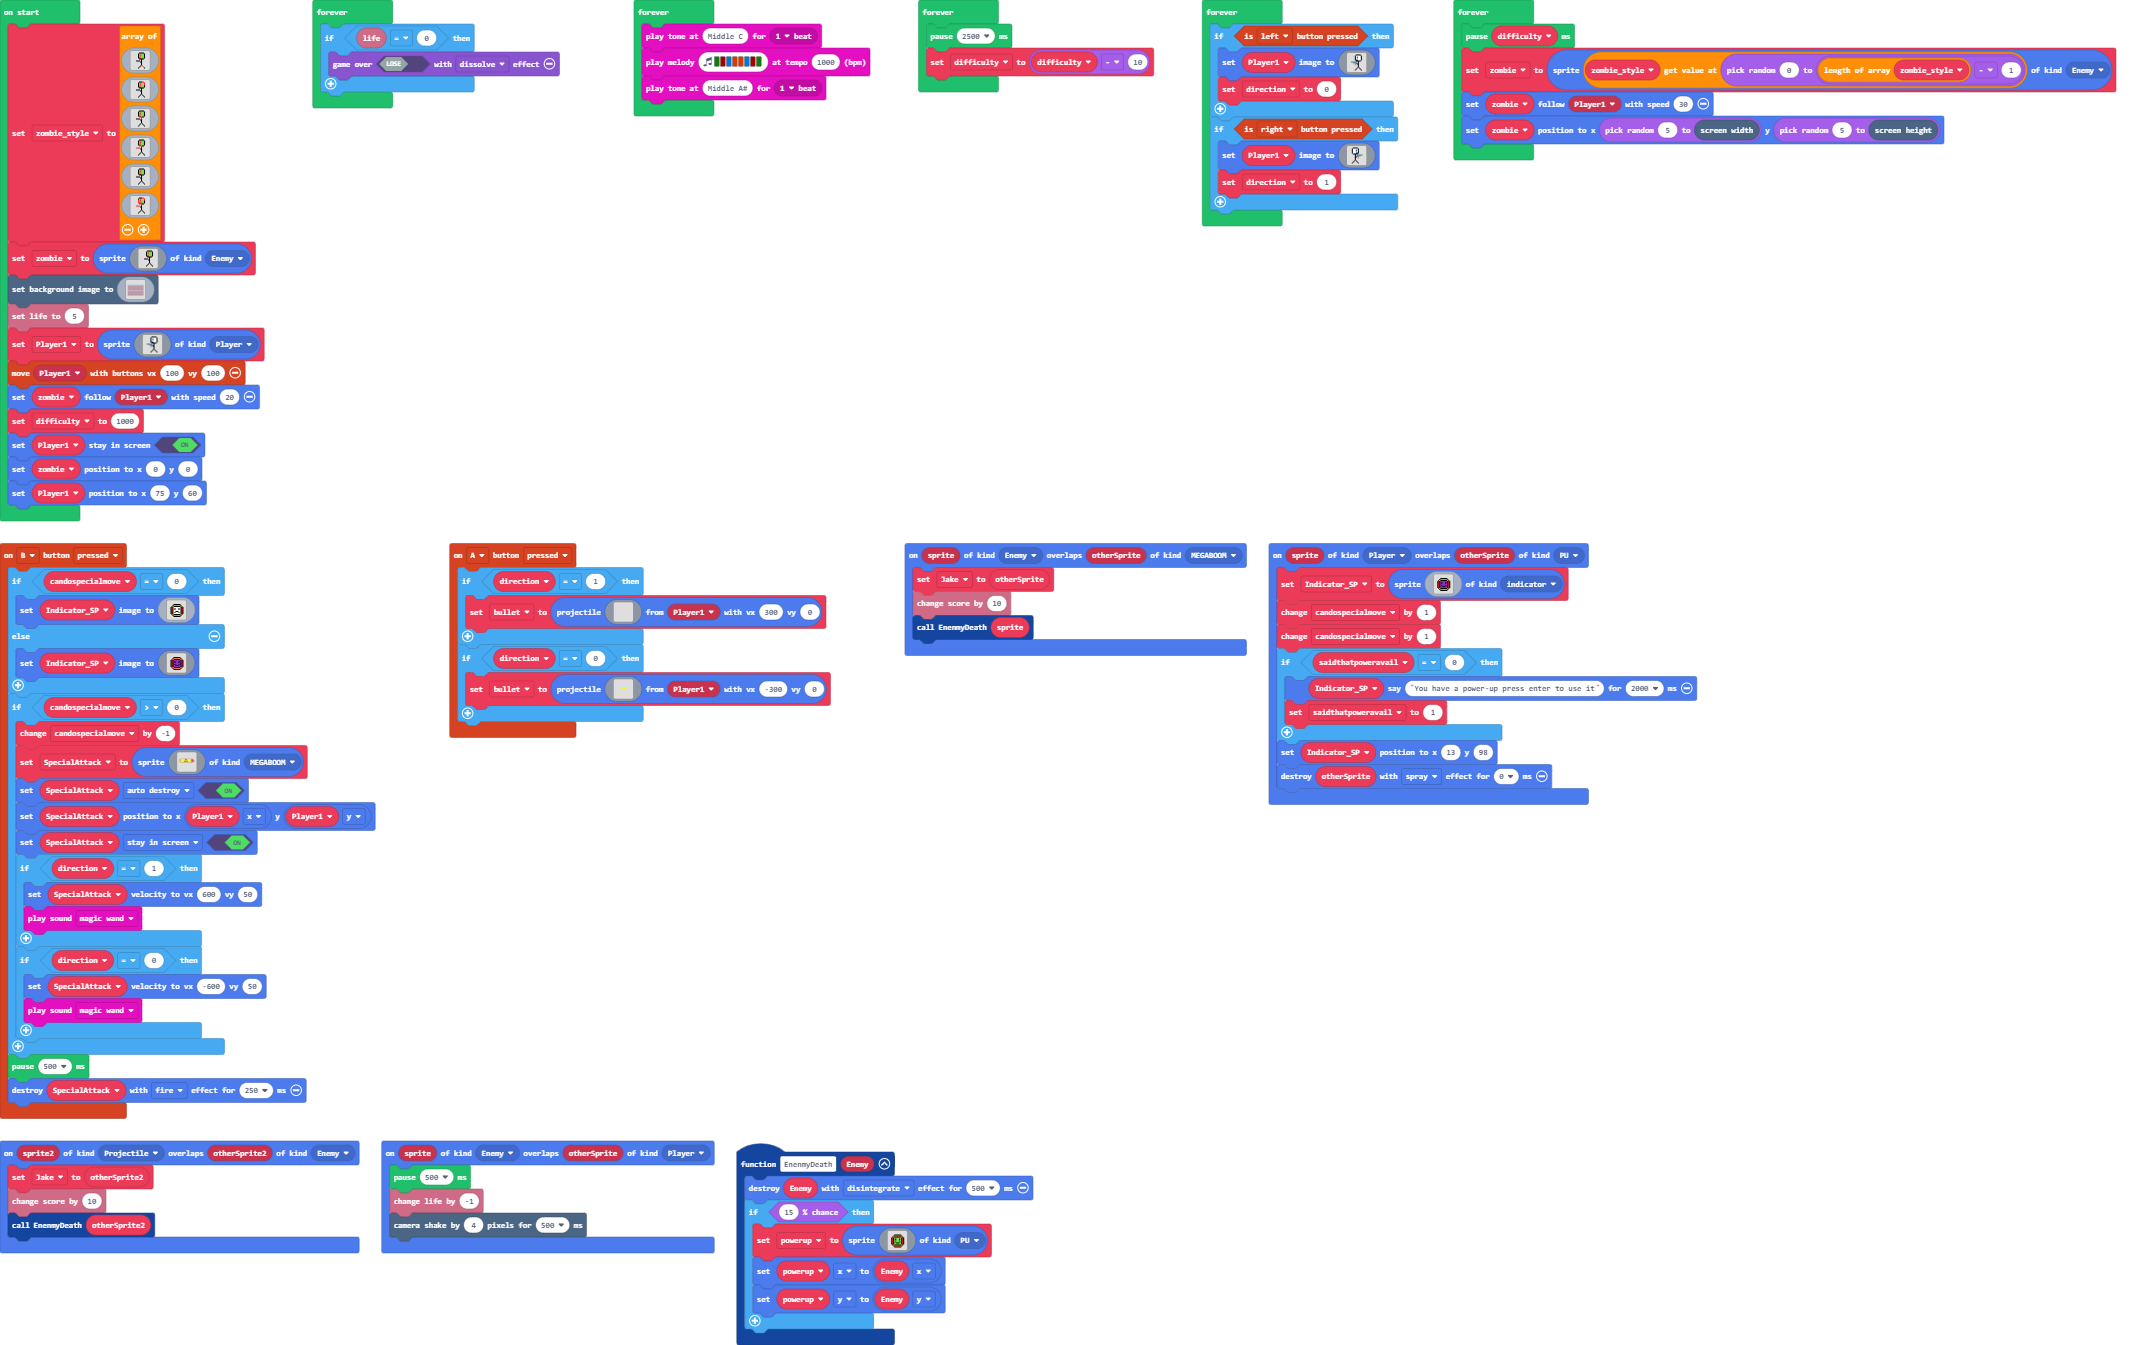 on start
array of
set zombie_style to
set zombie to sprite of kind Enemy
set background image to
set life to 5
set Player1 to sprite of kind Player
move Player1 with buttons vx 100 vy 100
set zombie follow Player1 with speed 20
set difficulty to 1000
set Player1 stay in screen ON
set zombie position to x 0 y 0
set Player1 position to x 75 y 60
forever
if life = 0 then
game over LOSE with dissolve effect
forever
play tone at Middle C for 1 beat
play melody at tempo 1000 (bpm)
play tone at Middle A# for 1 beat
forever
pause 2500 ms
set difficulty to difficulty - 10
forever
if is left button pressed then
set Player1 image to
set direction to 0
if is right button pressed then
set Player1 image to
set direction to 1
forever
pause difficulty ms
set zombie to sprite zombie_style get value at pick random 0 to length of array zombie_style - 1 of kind Enemy
set zombie follow Player1 with speed 30
set zombie position to x pick random 5 to screen width y pick random 5 to screen height
on B button pressed
if candospecialmove = 0 then
set Indicator_SP image to
else
set Indicator_SP image to
if candospecialmove > 0 then
change candospecialmove by -1
set SpecialAttack to sprite of kind MEGABOOM
set SpecialAttack auto destroy ON
set SpecialAttack position to x Player1 x y Player1 y
set SpecialAttack stay in screen ON
if direction = 1 then
set SpecialAttack velocity to vx 600 vy 50
play sound magic wand
if direction = 0 then
set SpecialAttack velocity to vx -600 vy 50
play sound magic wand
pause 500 ms
destroy SpecialAttack with fire effect for 250 ms
on A button pressed
if direction = 1 then
set bullet to projectile from Player1 with vx 300 vy 0
if direction = 0 then
set bullet to projectile from Player1 with vx -300 vy 0
on sprite of kind Enemy overlaps otherSprite of kind MEGABOOM
set Jake to otherSprite
change score by 10
call EnenmyDeath sprite
on sprite of kind Player overlaps otherSprite of kind PU
set Indicator_SP to sprite of kind indicator
change candospecialmove by 1
change candospecialmove by 1
if saidthatpoweravail = 0 then
Indicator_SP say "You have a power-up press enter to use it" for 2000 ms
set saidthatpoweravail to 1
set Indicator_SP position to x 13 y 98
destroy otherSprite with spray effect for 0 ms
on sprite2 of kind Projectile overlaps otherSprite2 of kind Enemy
set Jake to otherSprite2
change score by 10
call EnenmyDeath otherSprite2
on sprite of kind Enemy overlaps otherSprite of kind Player
pause 500 ms
change life by -1
camera shake by 4 pixels for 500 ms
function EnenmyDeath Enemy
destroy Enemy with disintegrate effect for 500 ms
if 15 % chance then
set powerup to sprite of kind PU
set powerup x to Enemy x
set powerup y to Enemy y